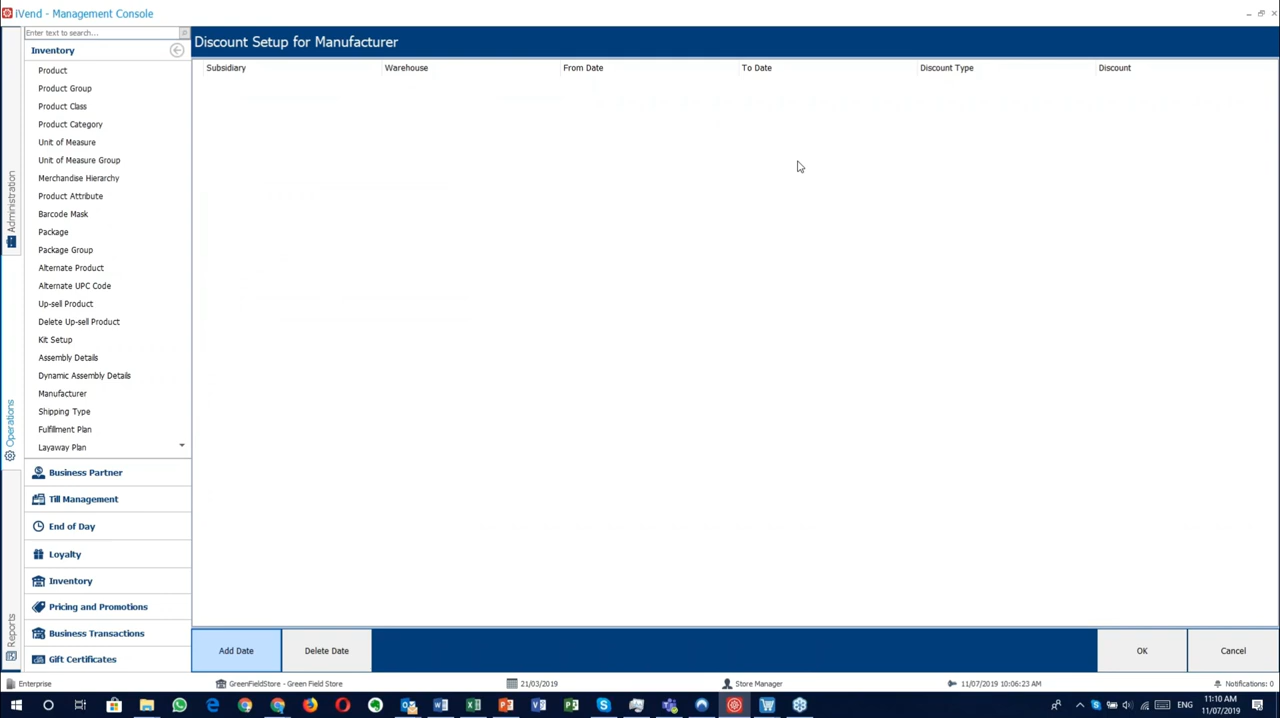 iVend - Management Console
Enter text to search...
Inventory
Product
Product Group
Product Class
Product Category
Unit of Measure
Unit of Measure Group
Merchandise Hierarchy
Product Attribute
Barcode Mask
Package
Package Group
Alternate Product
Alternate UPC Code
Up-sell Product
Delete Up-sell Product
Kit Setup
Assembly Details
Dynamic Assembly Details
Manufacturer
Shipping Type
Fulfillment Plan
Layaway Plan
Business Partner
Till Management
End of Day
Loyalty
Inventory
Pricing and Promotions
Business Transactions
Gift Certificates
Administration
Operations
Reports
Discount Setup for Manufacturer
Subsidiary Warehouse From Date To Date Discount Type Discount
Add Date Delete Date OK Cancel
Enterprise GreenFieldStore - Green Field Store 21/03/2019 Store Manager 11/07/2019 10:06:23 AM Notifications: 0
ENG
11:10 AM
11/07/2019